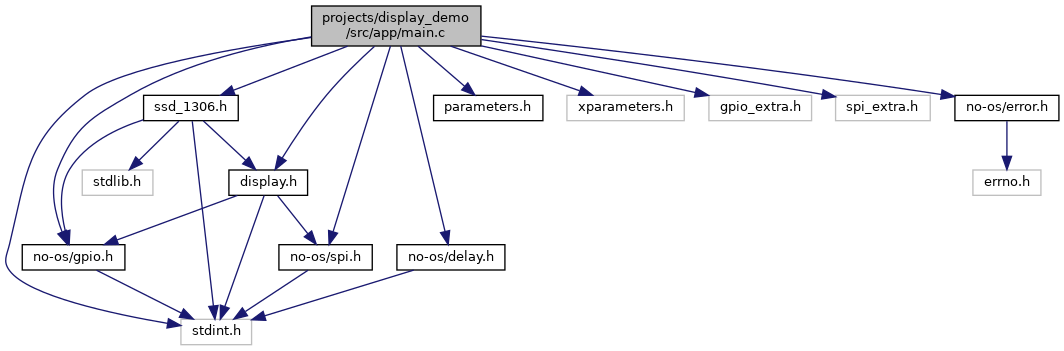 projects/display_demo
/src/app/main.c
ssd_1306.h
parameters.h
xparameters.h
gpio_extra.h
spi_extra.h
no-os/error.h
stdlib.h
display.h
errno.h
no-os/gpio.h
no-os/spi.h
no-os/delay.h
stdint.h